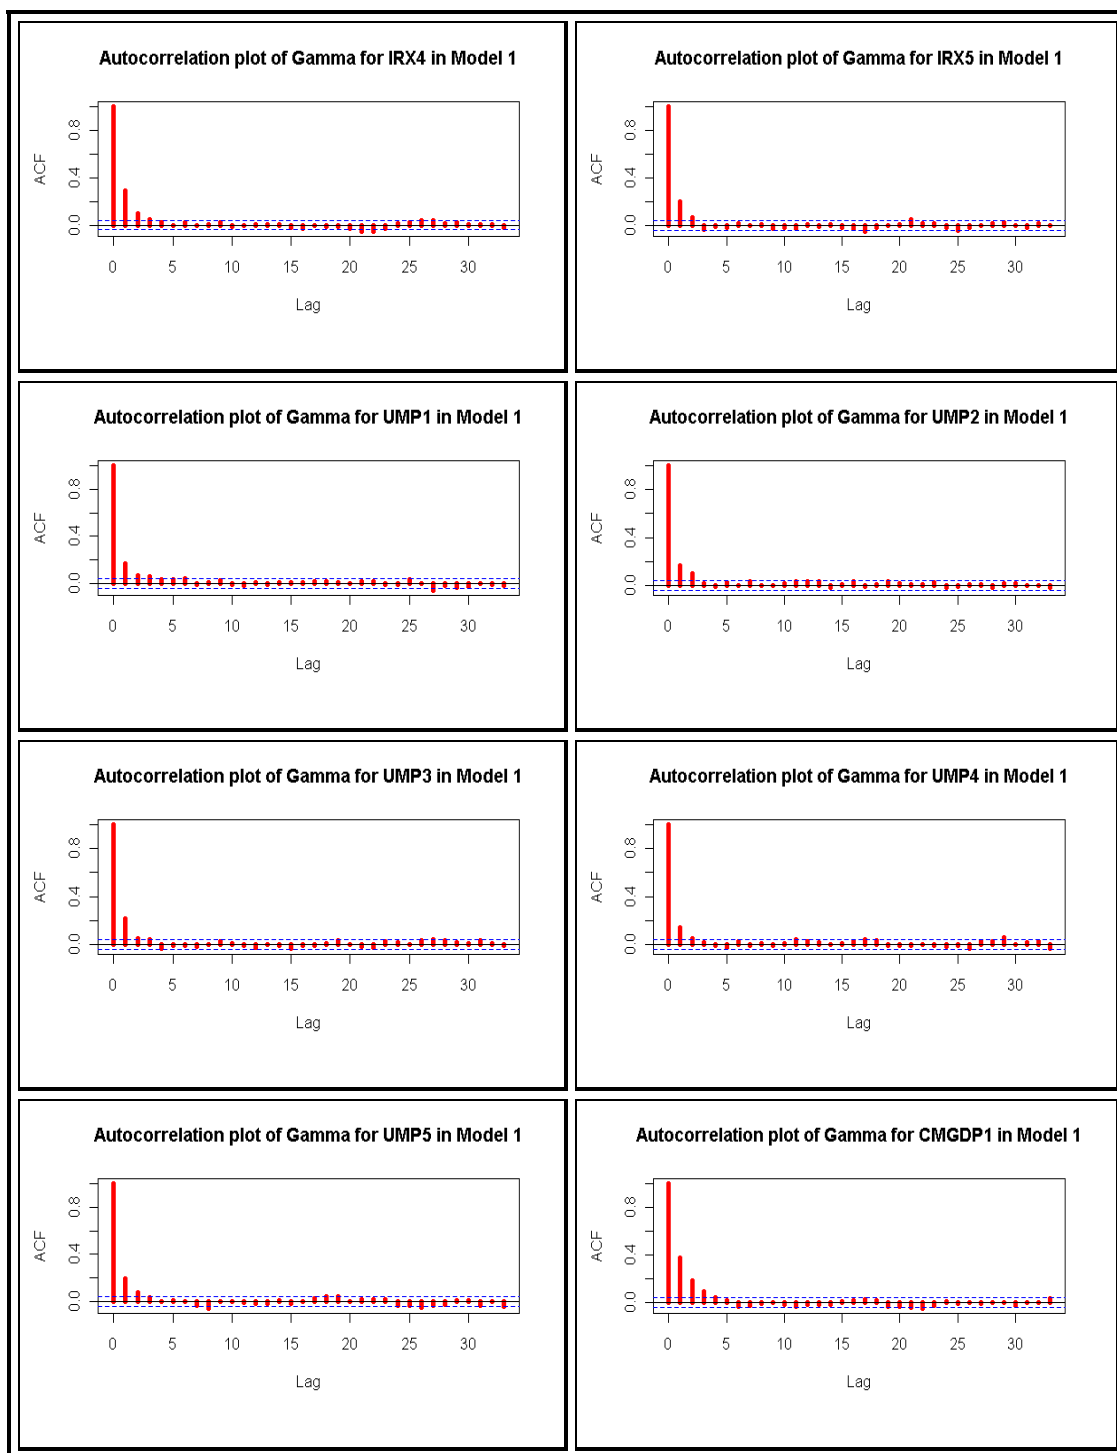 Autocorrelation plot of Gamma for IRX4 in Model 1
ACF
0.0 0.4 0.8
0 5 10 15 20 25 30
Lag
Autocorrelation plot of Gamma for IRX5 in Model 1
ACF
0.0 0.4 0.8
0 5 10 15 20 25 30
Lag
Autocorrelation plot of Gamma for UMP1 in Model 1
ACF
0.0 0.4 0.8
0 5 10 15 20 25 30
Lag
Autocorrelation plot of Gamma for UMP2 in Model 1
ACF
0.0 0.4 0.8
0 5 10 15 20 25 30
Lag
Autocorrelation plot of Gamma for UMP3 in Model 1
ACF
0.0 0.4 0.8
0 5 10 15 20 25 30
Lag
Autocorrelation plot of Gamma for UMP4 in Model 1
ACF
0.0 0.4 0.8
0 5 10 15 20 25 30
Lag
Autocorrelation plot of Gamma for UMP5 in Model 1
ACF
0.0 0.4 0.8
0 5 10 15 20 25 30
Lag
Autocorrelation plot of Gamma for CMGDP1 in Model 1
ACF
0.0 0.4 0.8
0 5 10 15 20 25 30
Lag